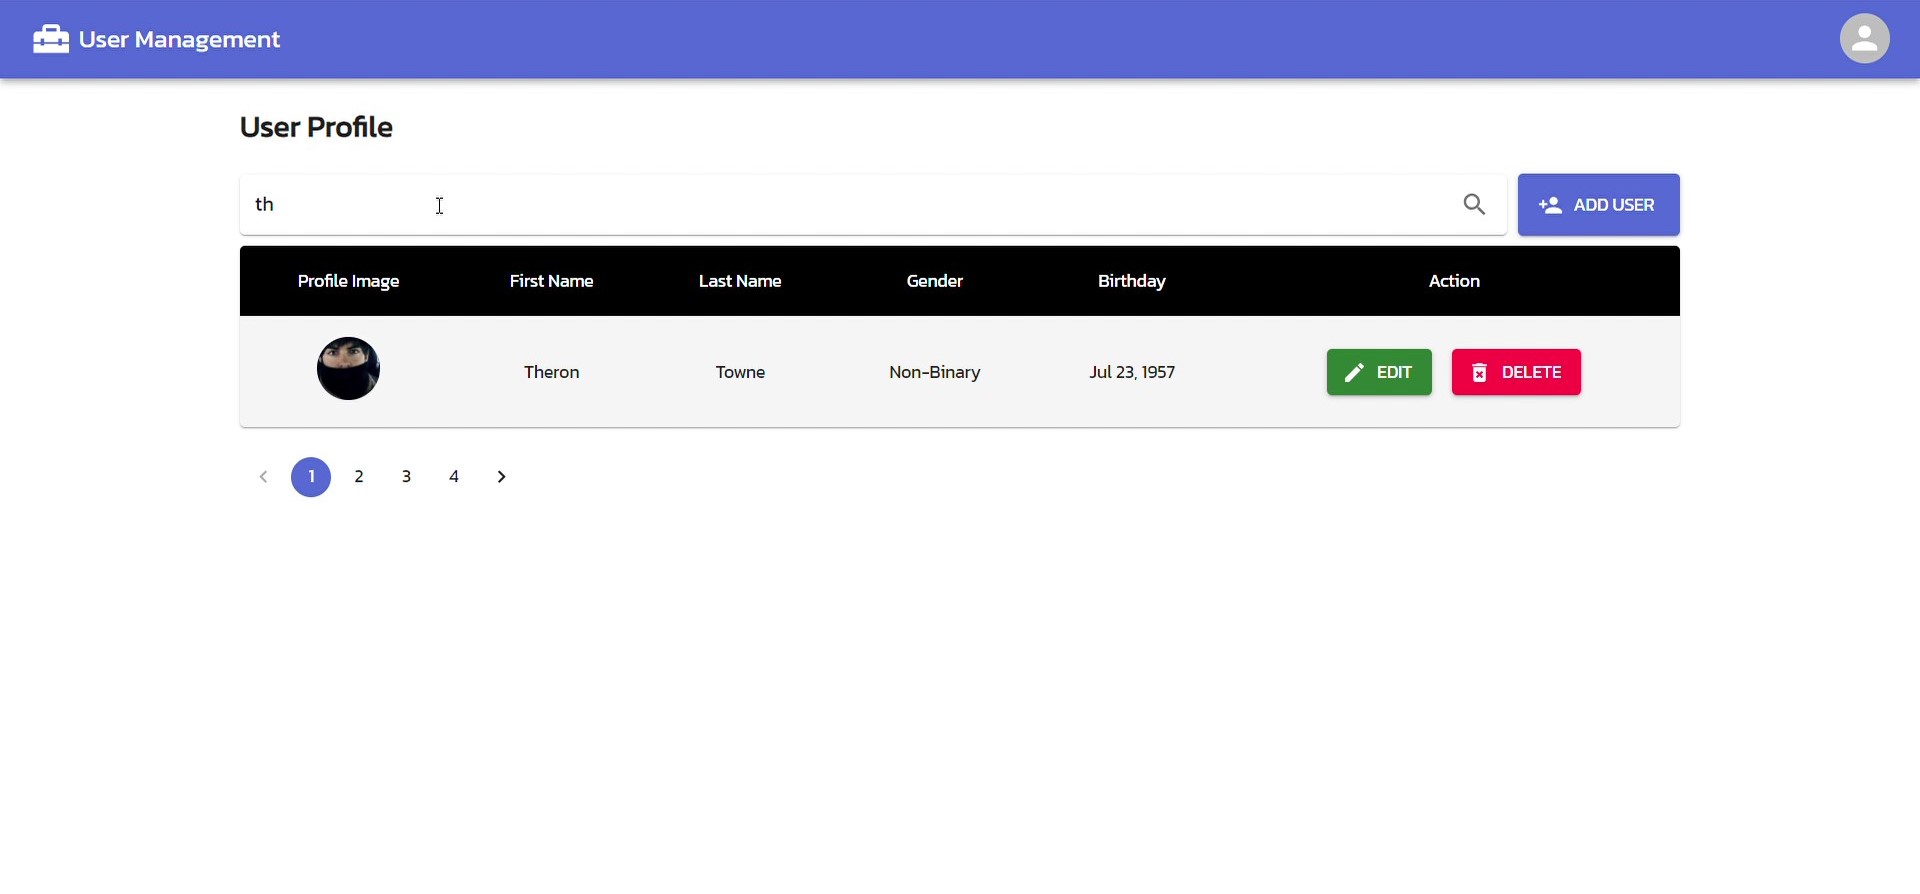 User Management
User Profile
th
ADD USER
Profile Image First Name Last Name Gender Birthday Action
Theron Towne Non-Binary Jul 23, 1957 EDIT DELETE
1 2 3 4